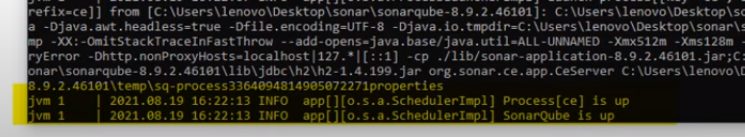 refix=ce]] from [C:\Users\lenovo\Desktop\sonar\sonarqube-8.9.2.46101]: C:\Users\lenovo\Desktop\so
a -Djava.awt.headless=true -Dfile.encoding=UTF-8 -Djava.io.tmpdir=C:\Users\lenovo\Desktop\sonar\s
mp -XX:-OmitStackTraceInFastThrow --add-opens=java.base/java.util=ALL-UNNAMED -Xmx512m -Xms128m -
ryError -Dhttp.nonProxyHosts=localhost|127.*|[::1] -cp ./lib/sonar-application-8.9.2.46101.jar;C:
onar\sonarqube-8.9.2.46101\lib\jdbc\h2\h2-1.4.199.jar org.sonar.ce.app.CeServer C:\Users\lenovo\D
8.9.2.46101\temp\sq-process3364094814905072271properties
jvm 1 | 2021.08.19 16:22:13 INFO app[][o.s.a.SchedulerImpl] Process[ce] is up
jvm 1 | 2021.08.19 16:22:13 INFO app[][o.s.a.SchedulerImpl] SonarQube is up